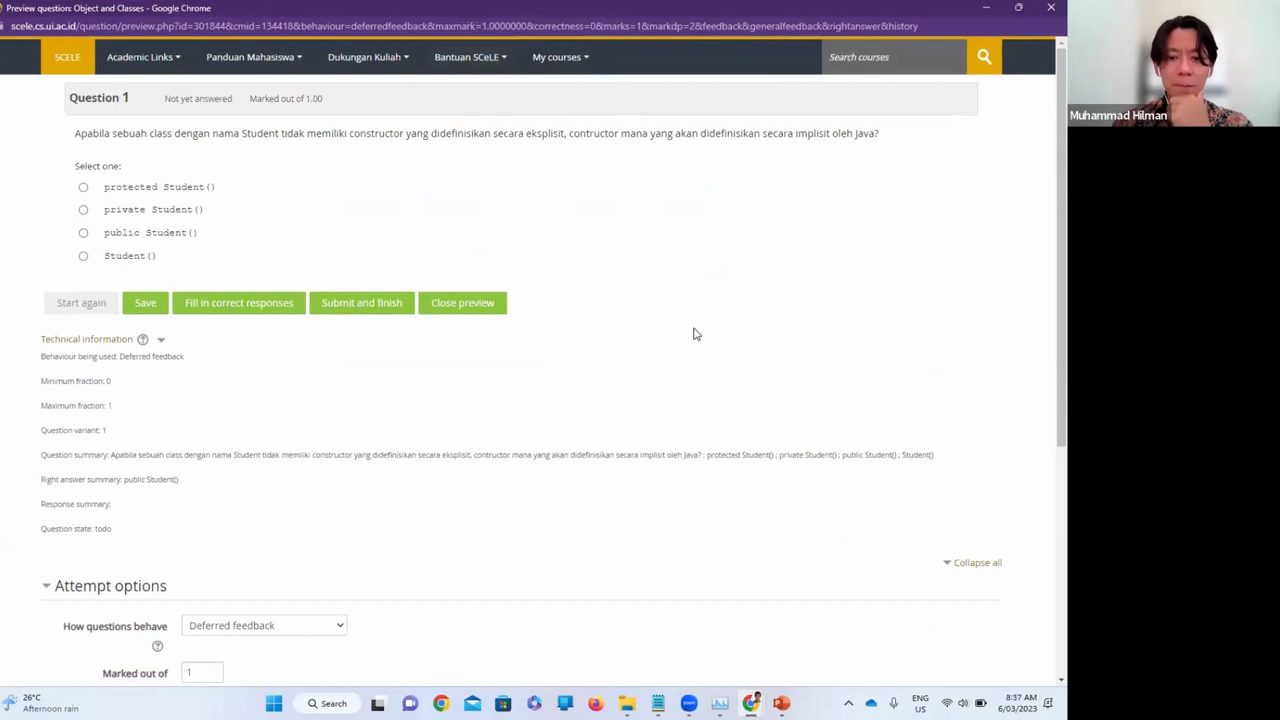 Preview question: Object and Classes - Google Chrome
scele.cs.ui.ac.id/question/preview.php?id=301844&cmid=134418&behaviour=deferredfeedback&maxmark=1.0000000&correctness=0&marks=1&markdp=2&feedback&generalfeedback&rightanswer&history
SCELE Academic Links Panduan Mahasiswa Dukungan Kuliah Bantuan SCeLE My courses Search courses
Muhammad Hilman
Question 1 Not yet answered Marked out of 1.00
Apabila sebuah class dengan nama Student tidak memiliki constructor yang didefinisikan secara eksplisit, contructor mana yang akan didefinisikan secara implisit oleh Java?
Select one:
protected Student()
private Student()
public Student()
Student()
Start again Save Fill in correct responses Submit and finish Close preview
Technical information
Behaviour being used: Deferred feedback
Minimum fraction: 0
Maximum fraction: 1
Question variant: 1
Question summary: Apabila sebuah class dengan nama Student tidak memiliki constructor yang didefinisikan secara eksplisit, contructor mana yang akan didefinisikan secara implisit oleh Java? : protected Student() ; private Student() ; public Student() ; Student()
Right answer summary: public Student()
Response summary:
Question state: todo
Collapse all
Attempt options
How questions behave Deferred feedback
Marked out of 1
26°C
Afternoon rain
Search
ENG
US
8:37 AM
6/03/2023